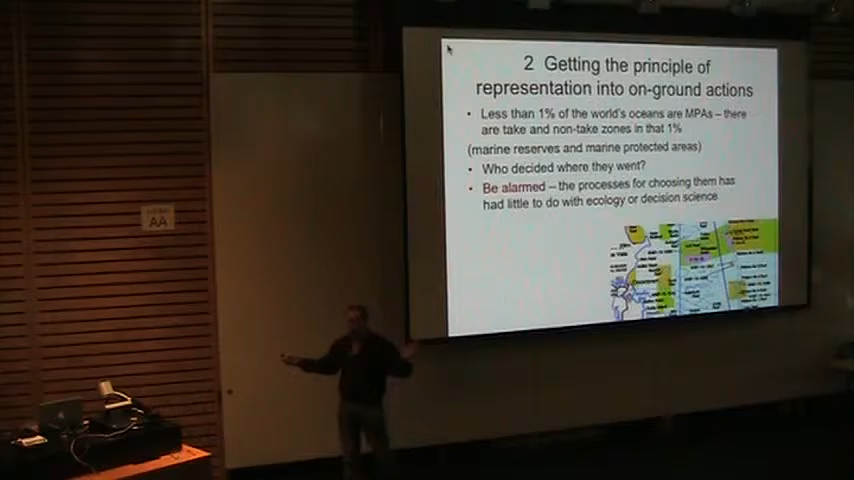 2 Getting the principle of
representation into on-ground actions
• Less than 1% of the world's oceans are MPAs – there
are take and non-take zones in that 1%
(marine reserves and marine protected areas)
• Who decided where they went?
• Be alarmed – the processes for choosing them has
had little to do with ecology or decision science
AA